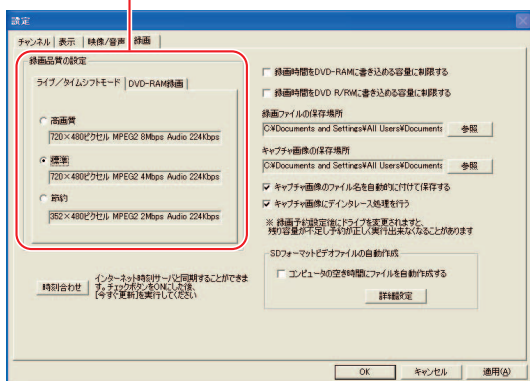 設定
チャンネル 表示 映像/音声 録画
録画品質の設定
ライブ/タイムシフトモード DVD-RAM録画
高画質
720×480ピクセル MPEG2 8Mbps Audio 224Kbps
標準
720×480ピクセル MPEG2 4Mbps Audio 224Kbps
節約
352×480ピクセル MPEG2 2Mbps Audio 224Kbps
時刻合わせ
インターネット時刻サーバと同期することができま
す。チェックボタンをONにした後、
[今すぐ更新]を実行してください
録画時間をDVD-RAMに書き込める容量に制限する
録画時間をDVD R/RWに書き込める容量に制限する
録画ファイルの保存場所
C:¥Documents and Settings¥All Users¥Documents 参照
キャプチャ画像の保存場所
C:¥Documents and Settings¥All Users¥Documents 参照
キャプチャ画像のファイル名を自動的に付けて保存する
キャプチャ画像にデインタレース処理を行う
※ 録画予約設定後にドライブを変更されますと、
残り容量が不足し予約が正しく実行出来なくなることがあります
SDフォーマットビデオファイルの自動作成
コンピュータの空き時間にファイルを自動作成する
詳細設定
OK キャンセル 適用(A)